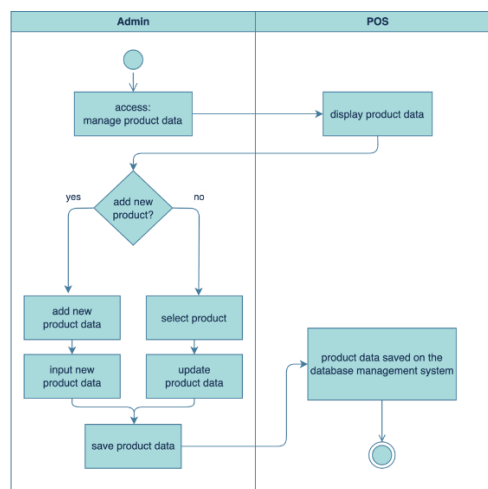 Admin
POS
access:
manage product data
display product data
add new
product?
yes
no
add new
product data
select product
input new
product data
update
product data
product data saved on the
database management system
save product data